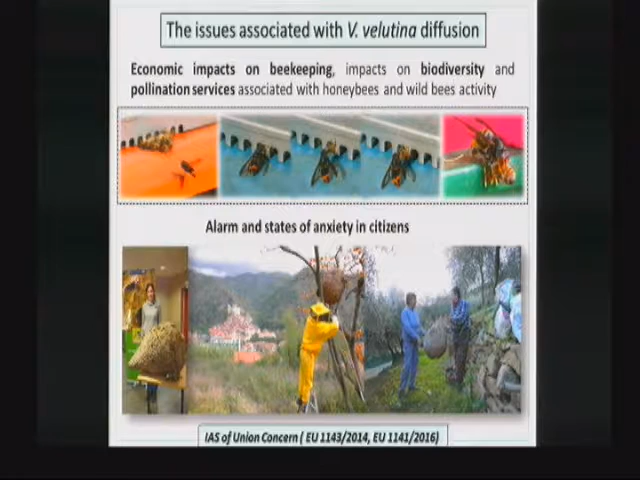 The issues associated with V. velutina diffusion
Economic impacts on beekeeping, impacts on biodiversity and
pollination services associated with honeybees and wild bees activity
Alarm and states of anxiety in citizens
IAS of Union Concern ( EU 1143/2014, EU 1141/2016)